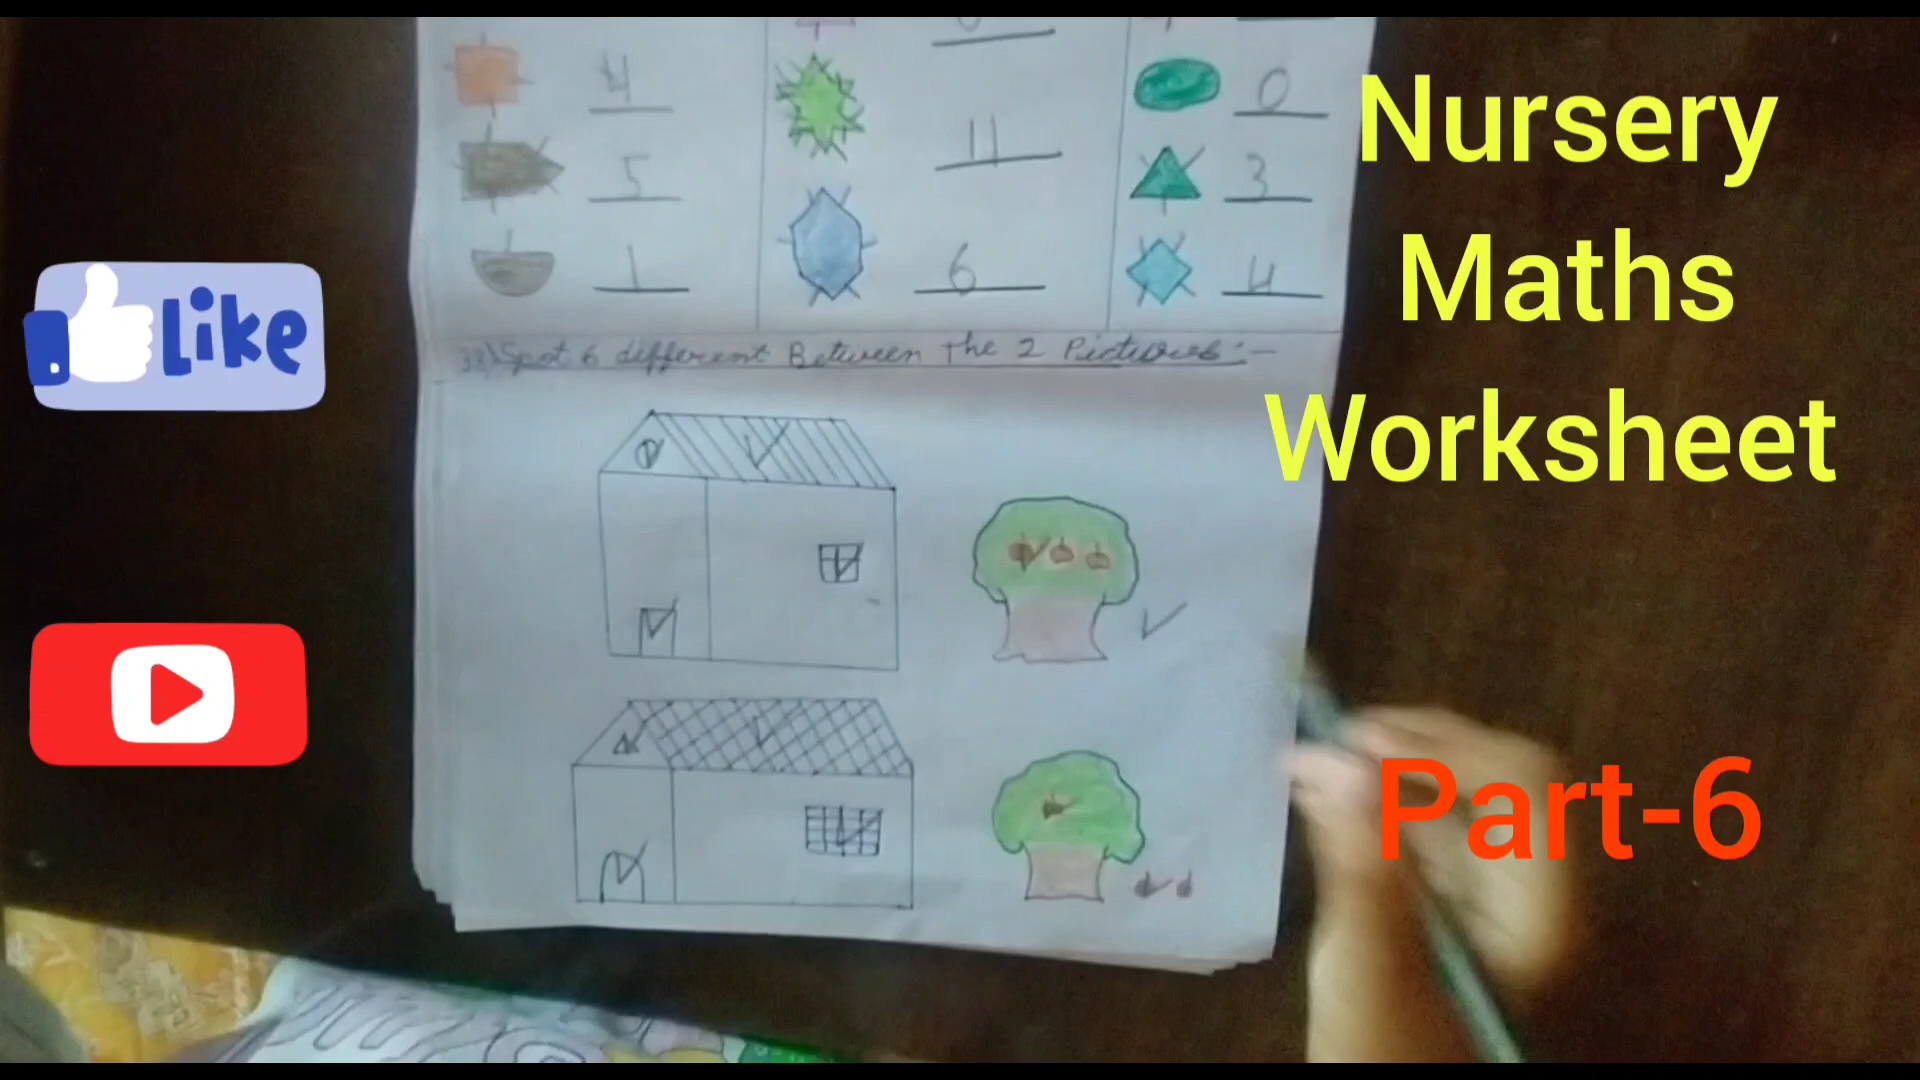 4
11
0
5
3
1
6
4
33) Spot 6 different Between the 2 Pictures:-
Like
Nursery
Maths
Worksheet
Part-6